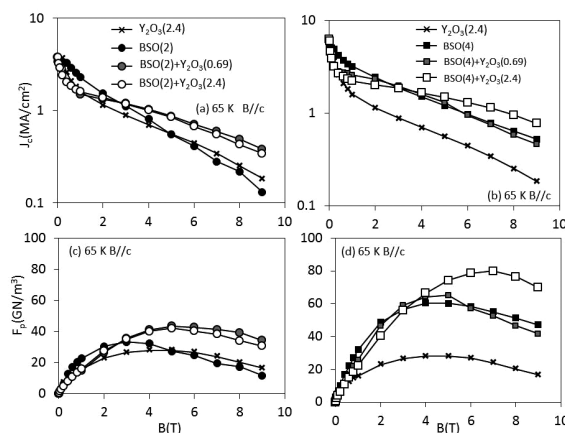 Y₂O₃(2.4)
BSO(2)
BSO(2)+Y₂O₃(0.69)
BSO(2)+Y₂O₃(2.4)
(a) 65 K B//c
J_c(MA/cm²)
10
1
0.1
0 2 4 6 8 10
Y₂O₃(2.4)
BSO(4)
BSO(4)+Y₂O₃(0.69)
BSO(4)+Y₂O₃(2.4)
(b) 65 K B//c
10
1
0.1
0 2 4 6 8 10
(c) 65 K B//c
F_p(GN/m³)
100
80
60
40
20
0
0 2 4 6 8 10
B(T)
(d) 65 K B//c
100
80
60
40
20
0
0 2 4 6 8 10
B(T)